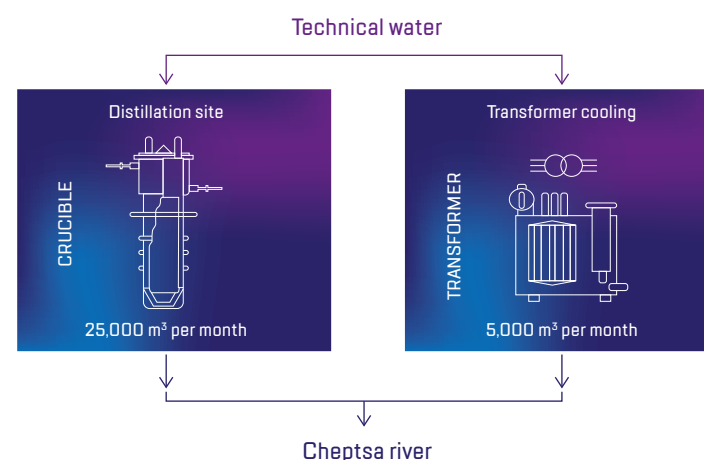 Technical water
Distillation site
Transformer cooling
CRUCIBLE
TRANSFORMER
25,000 m³ per month
5,000 m³ per month
Cheptsa river